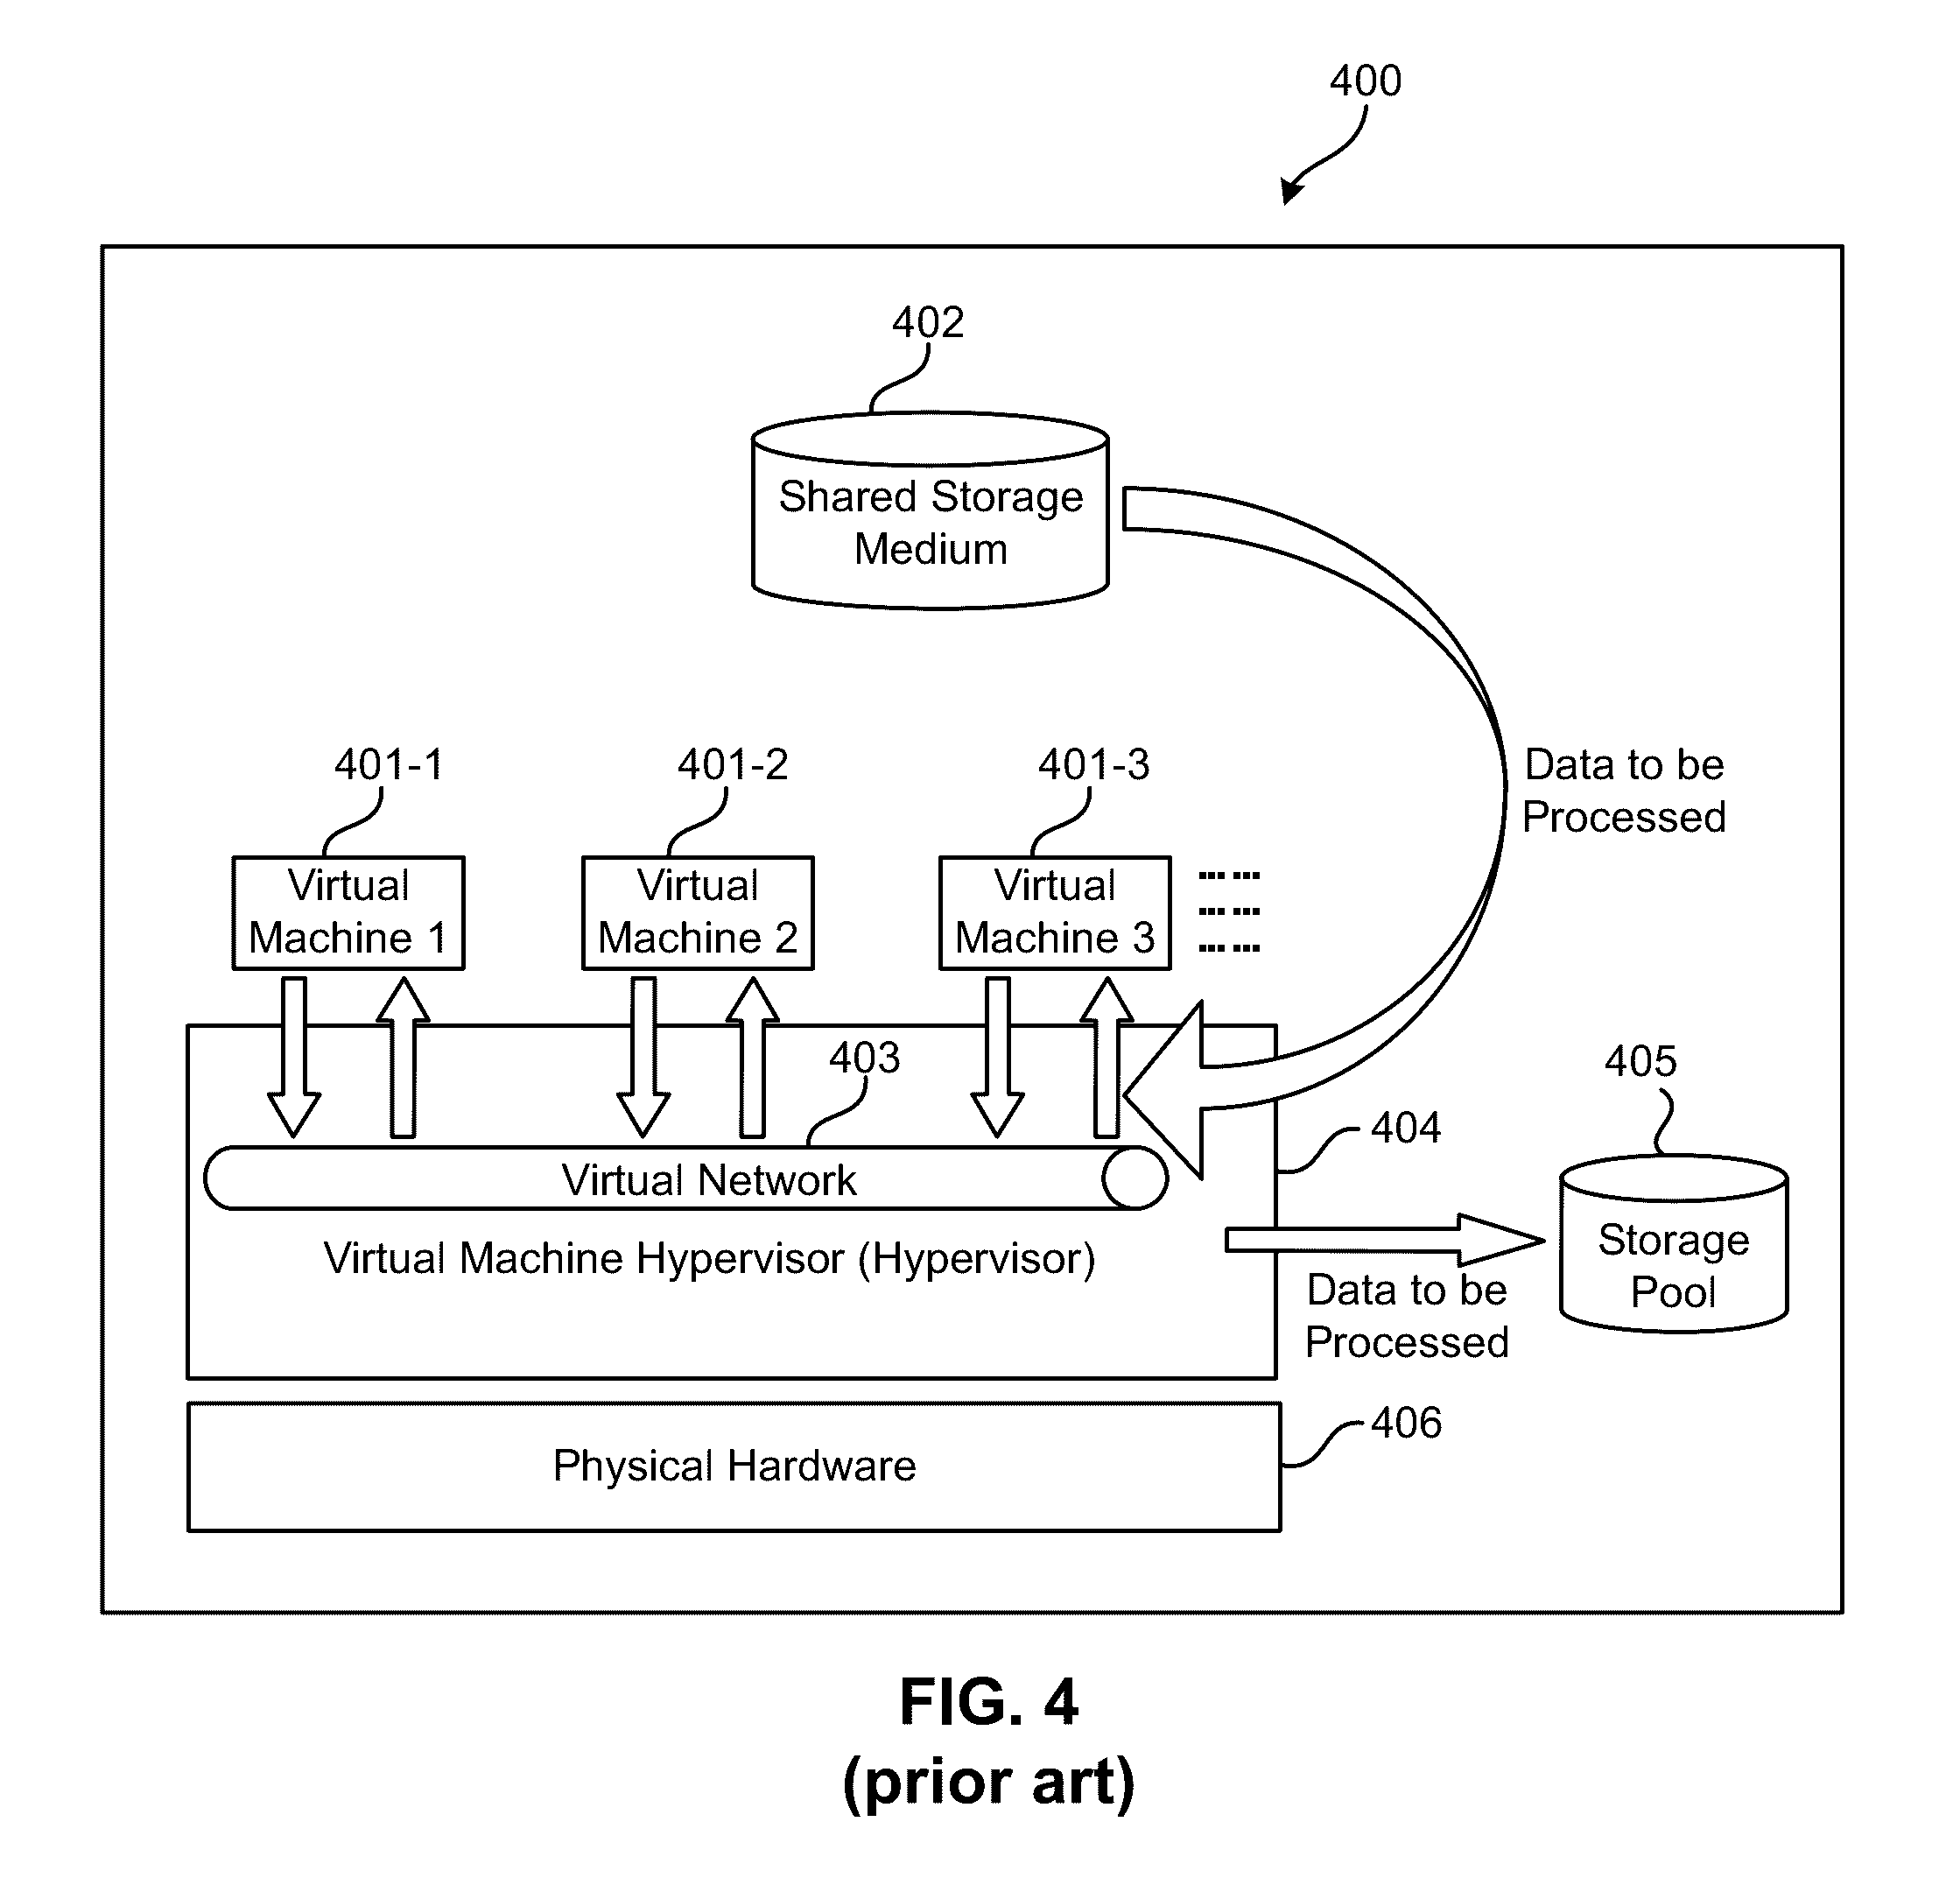 400
402
Shared Storage
Medium
401-1
401-2
401-3
Data to be
Processed
Virtual
Machine 1
Virtual
Machine 2
Virtual
Machine 3
403
405
404
Virtual Network
Virtual Machine Hypervisor (Hypervisor)
Storage
Pool
Data to be
Processed
406
Physical Hardware
FIG. 4
(prior art)